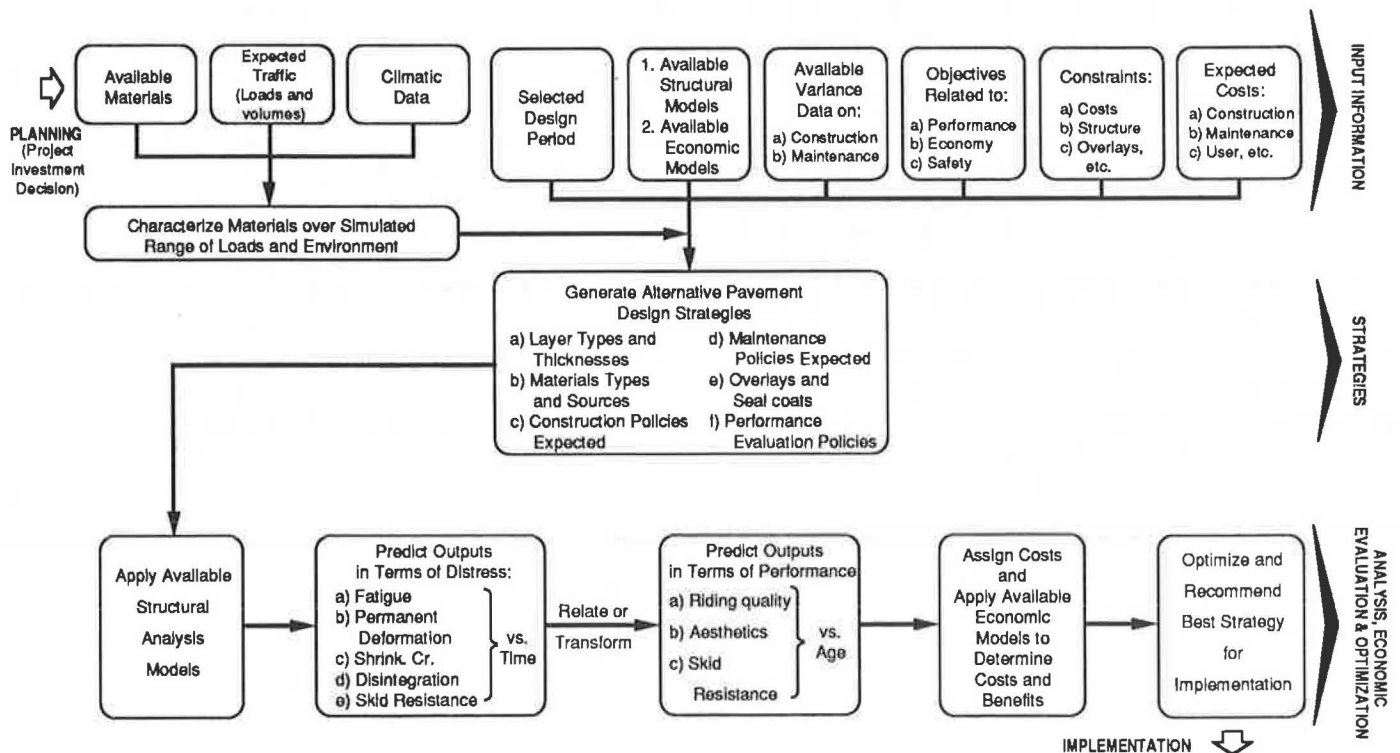 PLANNING
(Project
Investment
Decision)
Available
Materials
Expected
Traffic
(Loads and
volumes)
Climatic
Data
Selected
Design
Period
1. Available
Structural
Models
2. Available
Economic
Models
Available
Variance
Data on:
a) Construction
b) Maintenance
Objectives
Related to:
a) Performance
b) Economy
c) Safety
Constraints:
a) Costs
b) Structure
c) Overlays,
etc.
Expected
Costs:
a) Construction
b) Maintenance
c) User, etc.
INPUT INFORMATION
Characterize Materials over Simulated
Range of Loads and Environment
Generate Alternative Pavement
Design Strategies
a) Layer Types and
Thicknesses
b) Materials Types
and Sources
c) Construction Policies
Expected
d) Maintenance
Policies Expected
e) Overlays and
Seal coats
f) Performance
Evaluation Policies
STRATEGIES
Apply Available
Structural
Analysis
Models
Predict Outputs
in Terms of Distress:
a) Fatigue
b) Permanent
Deformation
c) Shrink. Cr.
d) Disintegration
e) Skid Resistance
vs.
Time
Relate or
Transform
Predict Outputs
in Terms of Performance
a) Riding quality
b) Aesthetics
c) Skid
Resistance
vs.
Age
Assign Costs
and
Apply Available
Economic
Models to
Determine
Costs and
Benefits
Optimize and
Recommend
Best Strategy
for
Implementation
ANALYSIS, ECONOMIC
EVALUATION & OPTIMIZATION
IMPLEMENTATION